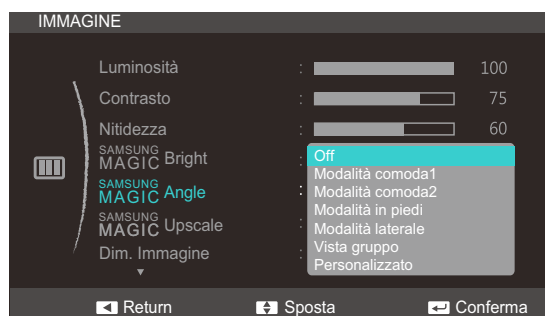 IMMAGINE
Luminosità : 100
Contrasto : 75
Nitidezza : 60
SAMSUNG MAGIC Bright :
SAMSUNG MAGIC Angle :
SAMSUNG MAGIC Upscale :
Dim. Immagine :
Off
Modalità comoda1
Modalità comoda2
Modalità in piedi
Modalità laterale
Vista gruppo
Personalizzato
Return Sposta Conferma